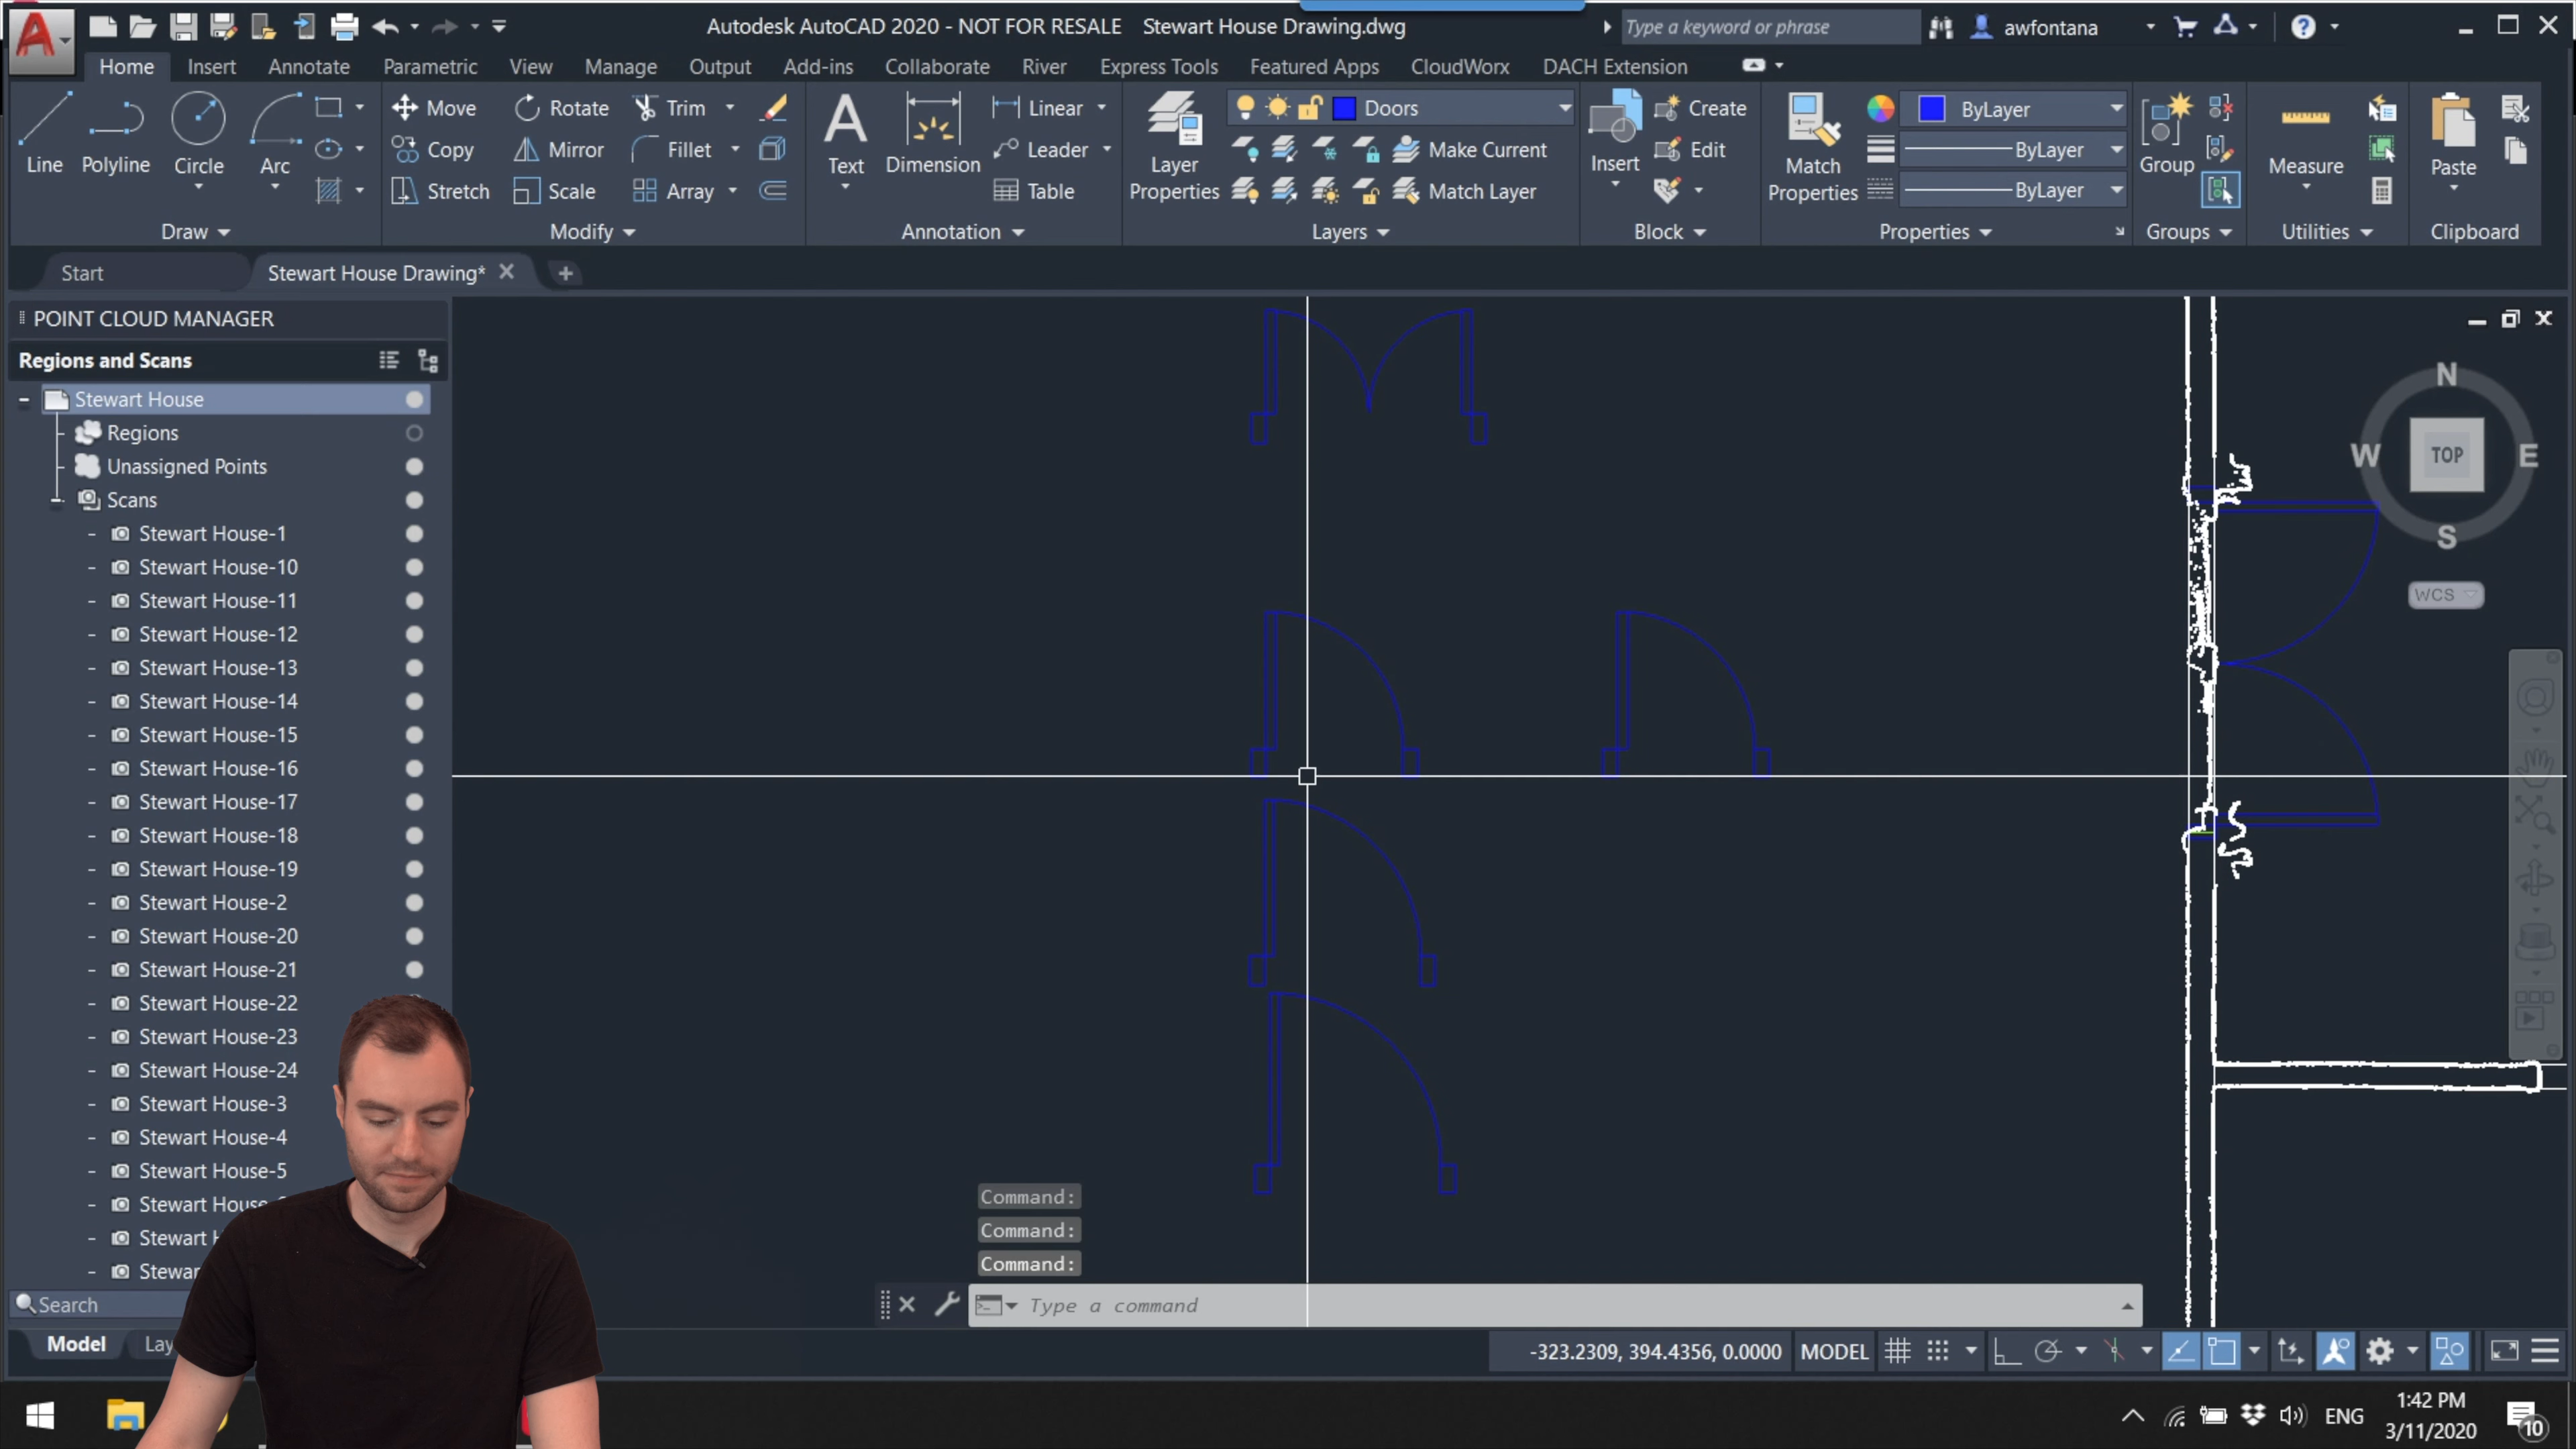 Autodesk AutoCAD 2020 - NOT FOR RESALE Stewart House Drawing.dwg
Type a keyword or phrase
awfontana
Home Insert Annotate Parametric View Manage Output Add-ins Collaborate River Express Tools Featured Apps CloudWorx DACH Extension
Line
Polyline
Circle
Arc
Draw
Move
Copy
Stretch
Rotate
Mirror
Scale
Trim
Fillet
Array
Modify
Text
Dimension
Linear
Leader
Table
Annotation
Layer
Properties
Doors
Make Current
Match Layer
Layers
Insert
Create
Edit
Block
Match
Properties
ByLayer
ByLayer
ByLayer
Properties
Group
Groups
Measure
Utilities
Paste
Clipboard
Start
Stewart House Drawing*
POINT CLOUD MANAGER
Regions and Scans
Stewart House
Regions
Unassigned Points
Scans
Stewart House-1
Stewart House-10
Stewart House-11
Stewart House-12
Stewart House-13
Stewart House-14
Stewart House-15
Stewart House-16
Stewart House-17
Stewart House-18
Stewart House-19
Stewart House-2
Stewart House-20
Stewart House-21
Stewart House-22
Stewart House-23
Stewart House-24
Stewart House-3
Stewart House-4
Stewart House-5
Stewart House
Stewart
Search
Model
N
W
TOP
E
S
WCS
Command:
Command:
Command:
Type a command
-323.2309, 394.4356, 0.0000 MODEL
ENG
1:42 PM
3/11/2020
10